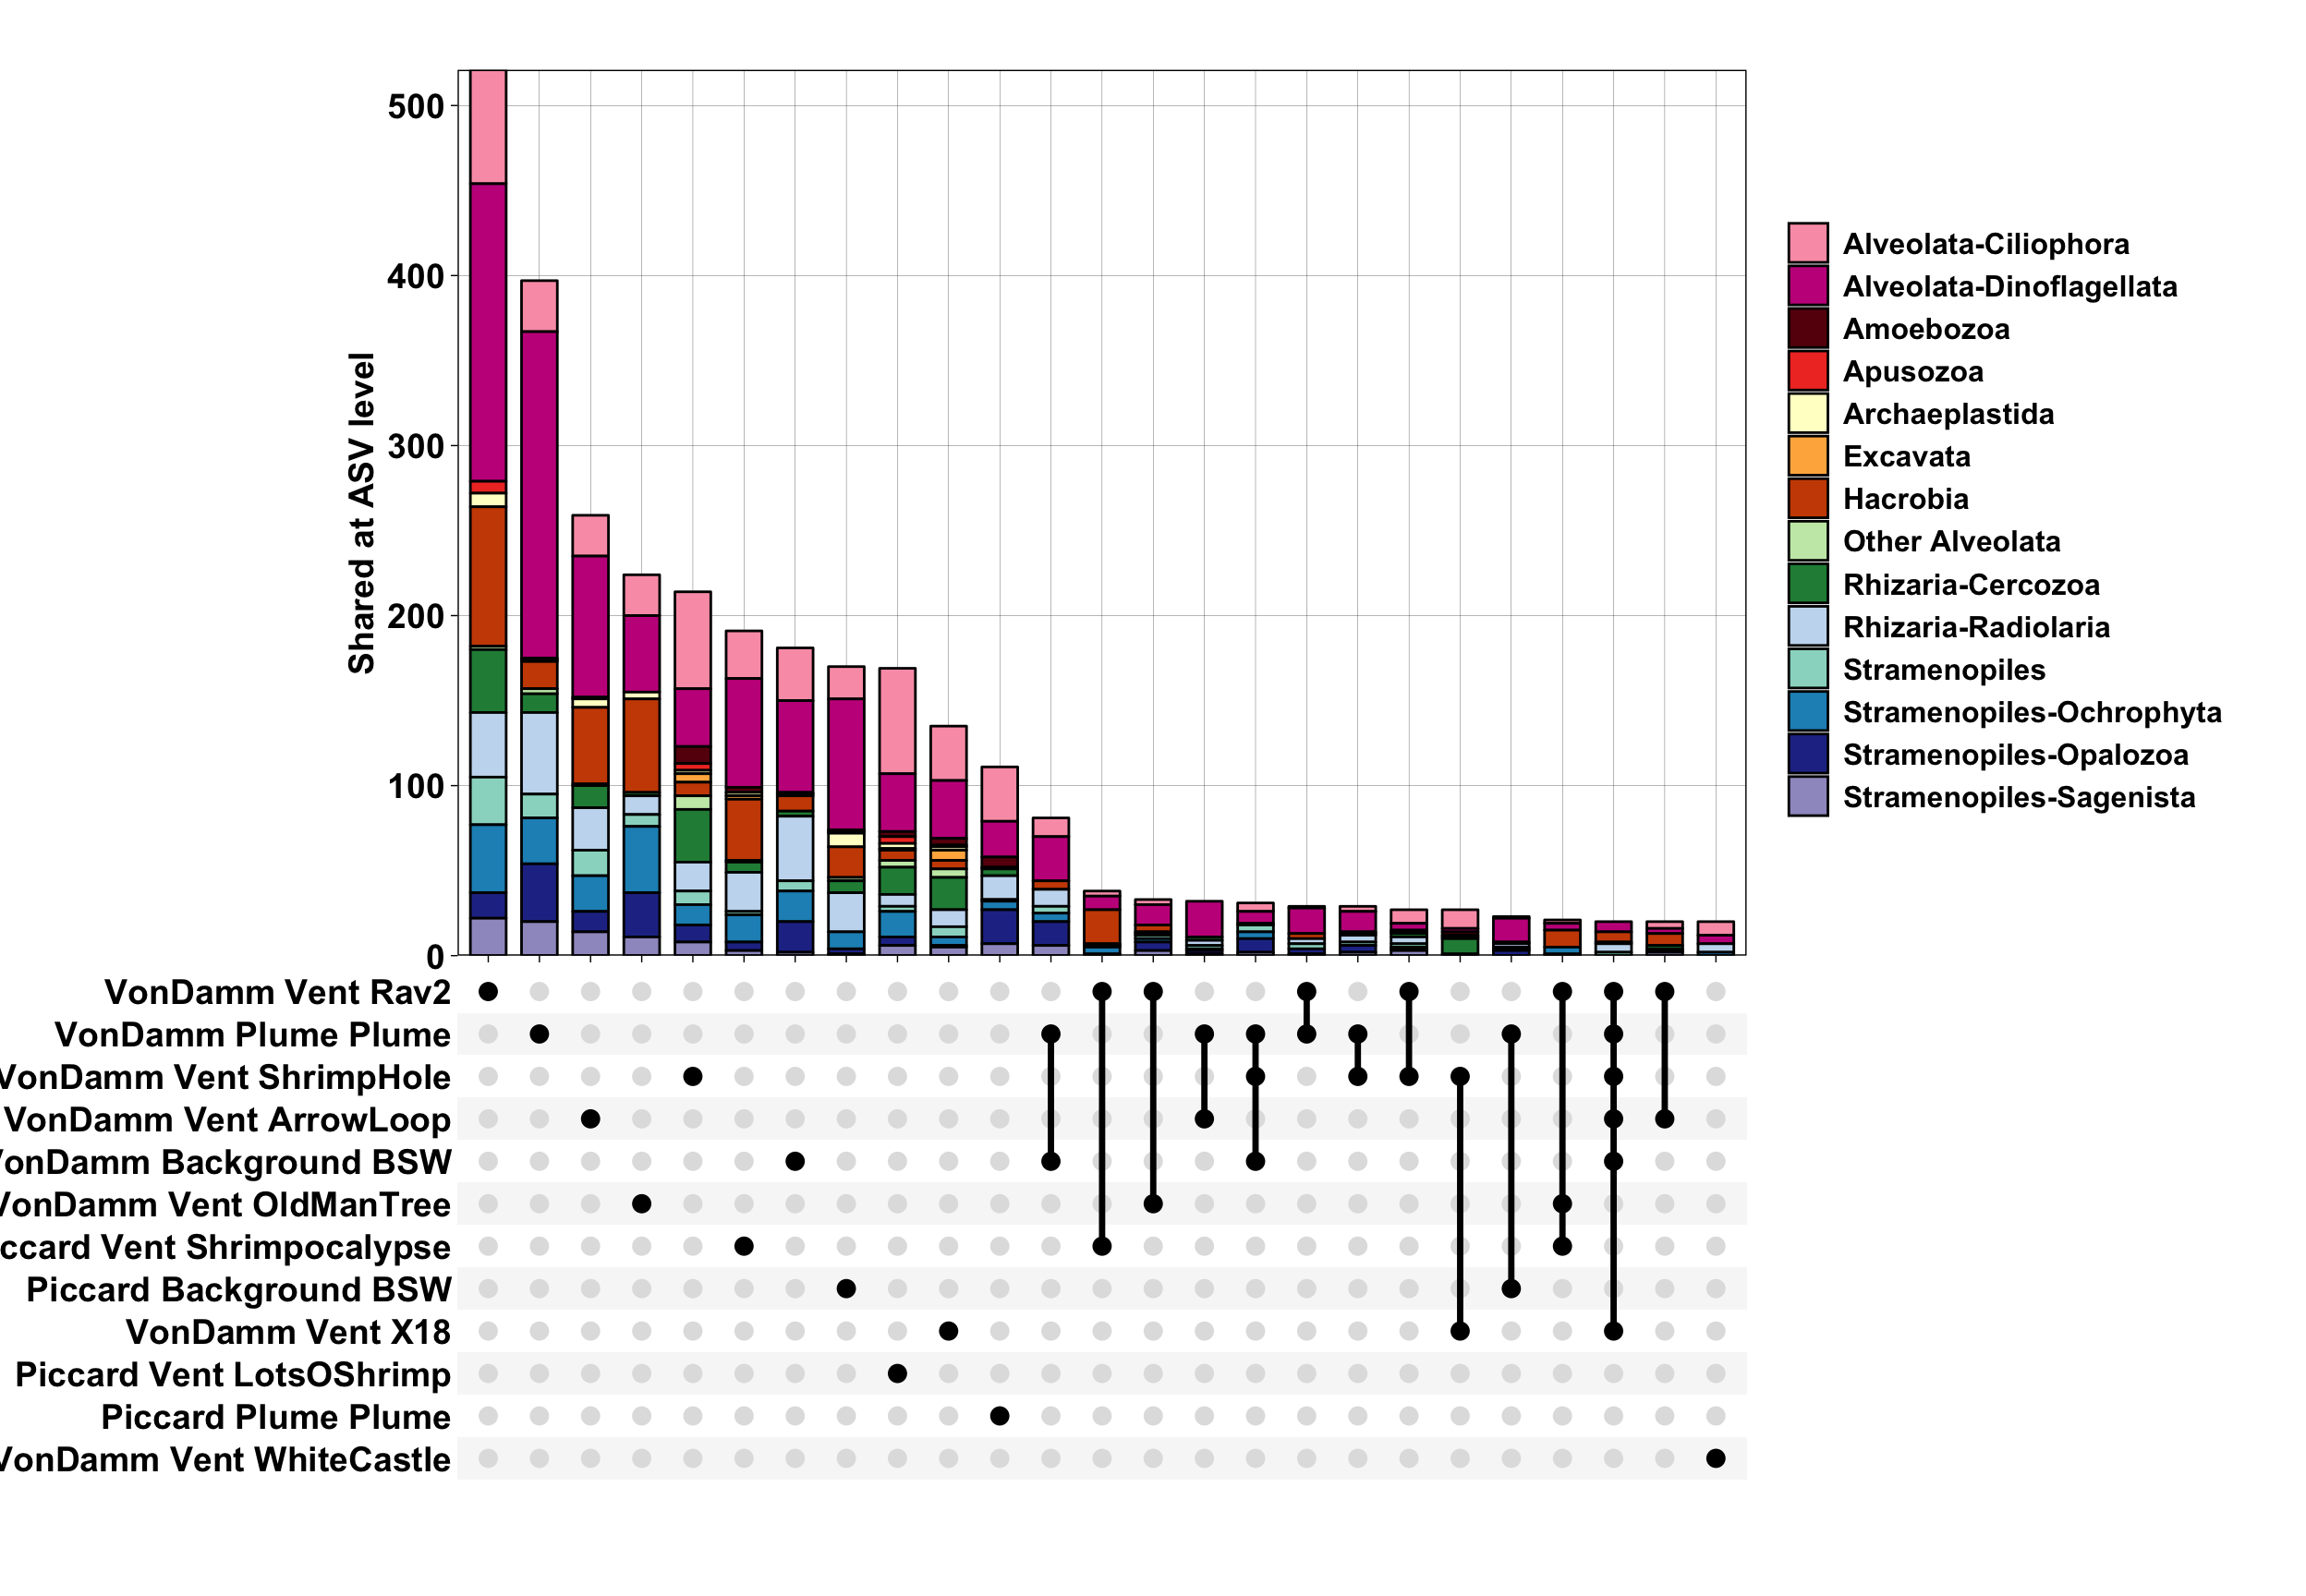 500
400
300
200
100
0
Shared at ASV level
Alveolata-Ciliophora
Alveolata-Dinoflagellata
Amoebozoa
Apusozoa
Archaeplastida
Excavata
Hacrobia
Other Alveolata
Rhizaria-Cercozoa
Rhizaria-Radiolaria
Stramenopiles
Stramenopiles-Ochrophyta
Stramenopiles-Opalozoa
Stramenopiles-Sagenista
VonDamm Vent Rav2
VonDamm Plume Plume
VonDamm Vent ShrimpHole
VonDamm Vent ArrowLoop
VonDamm Background BSW
VonDamm Vent OldManTree
ccard Vent Shrimpocalypse
Piccard Background BSW
VonDamm Vent X18
Piccard Vent LotsOShrimp
Piccard Plume Plume
VonDamm Vent WhiteCastle